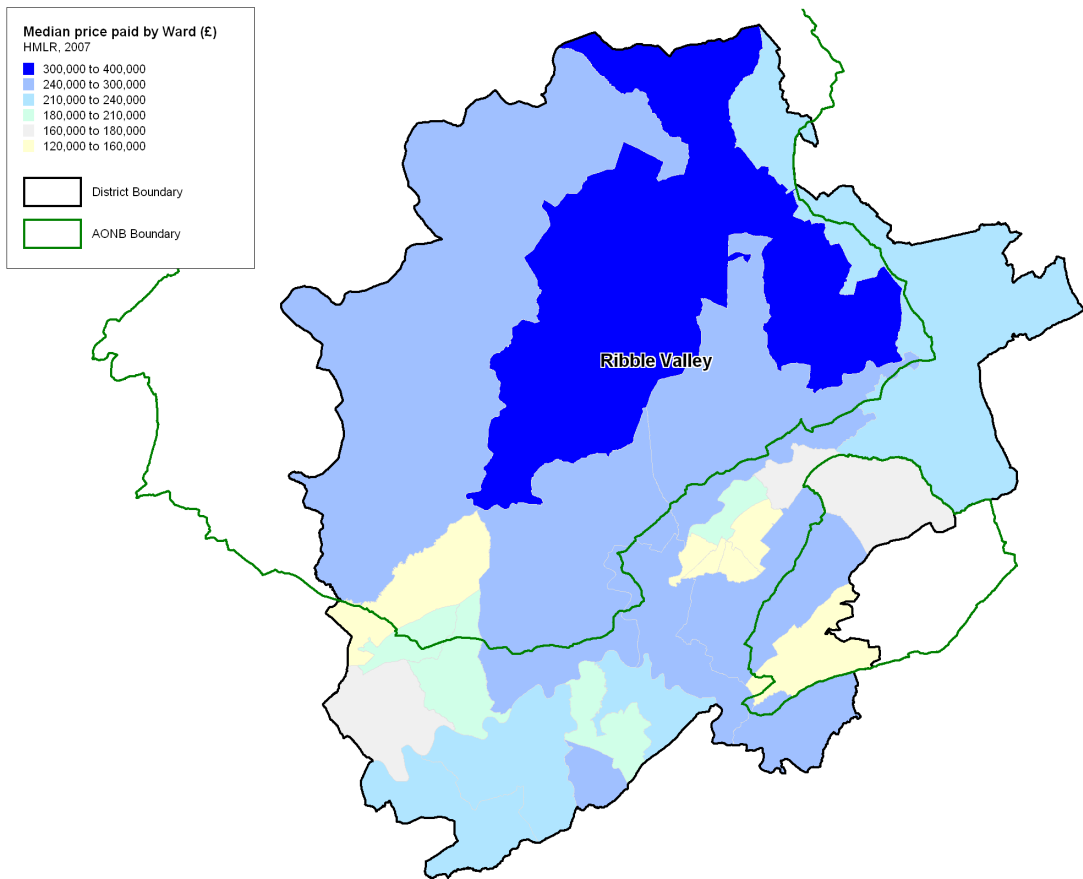 Median price paid by Ward (£)
HMLR, 2007
300,000 to 400,000
240,000 to 300,000
210,000 to 240,000
180,000 to 210,000
160,000 to 180,000
120,000 to 160,000
District Boundary
AONB Boundary
Ribble Valley